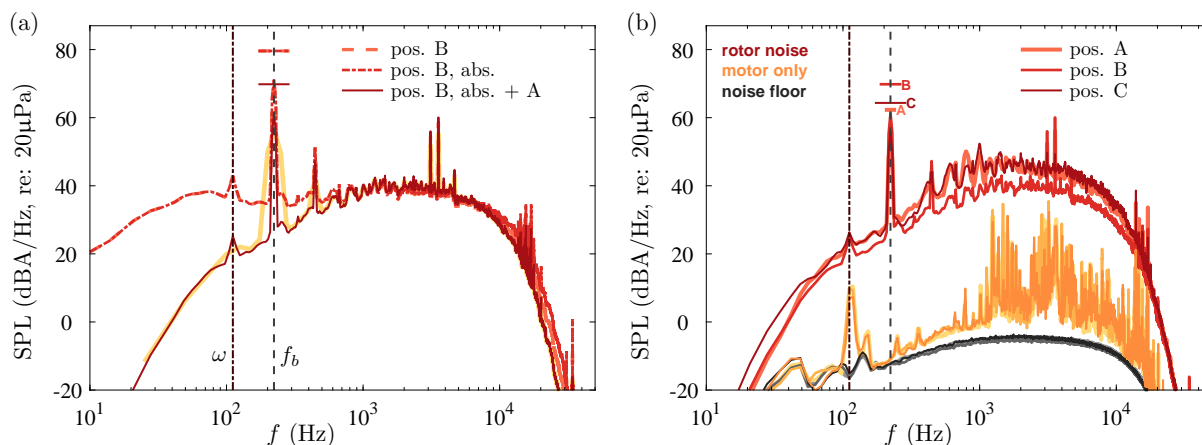 (a)
SPL (dBA/Hz, re: 20µPa)
80
60
40
20
0
-20
pos. B
pos. B, abs.
pos. B, abs. + A
ω
f_b
10^1
10^2
10^3
10^4
f (Hz)
(b)
SPL (dBA/Hz, re: 20µPa)
80
60
40
20
0
-20
rotor noise
motor only
noise floor
pos. A
pos. B
pos. C
B
C
A
10^1
10^2
10^3
10^4
f (Hz)